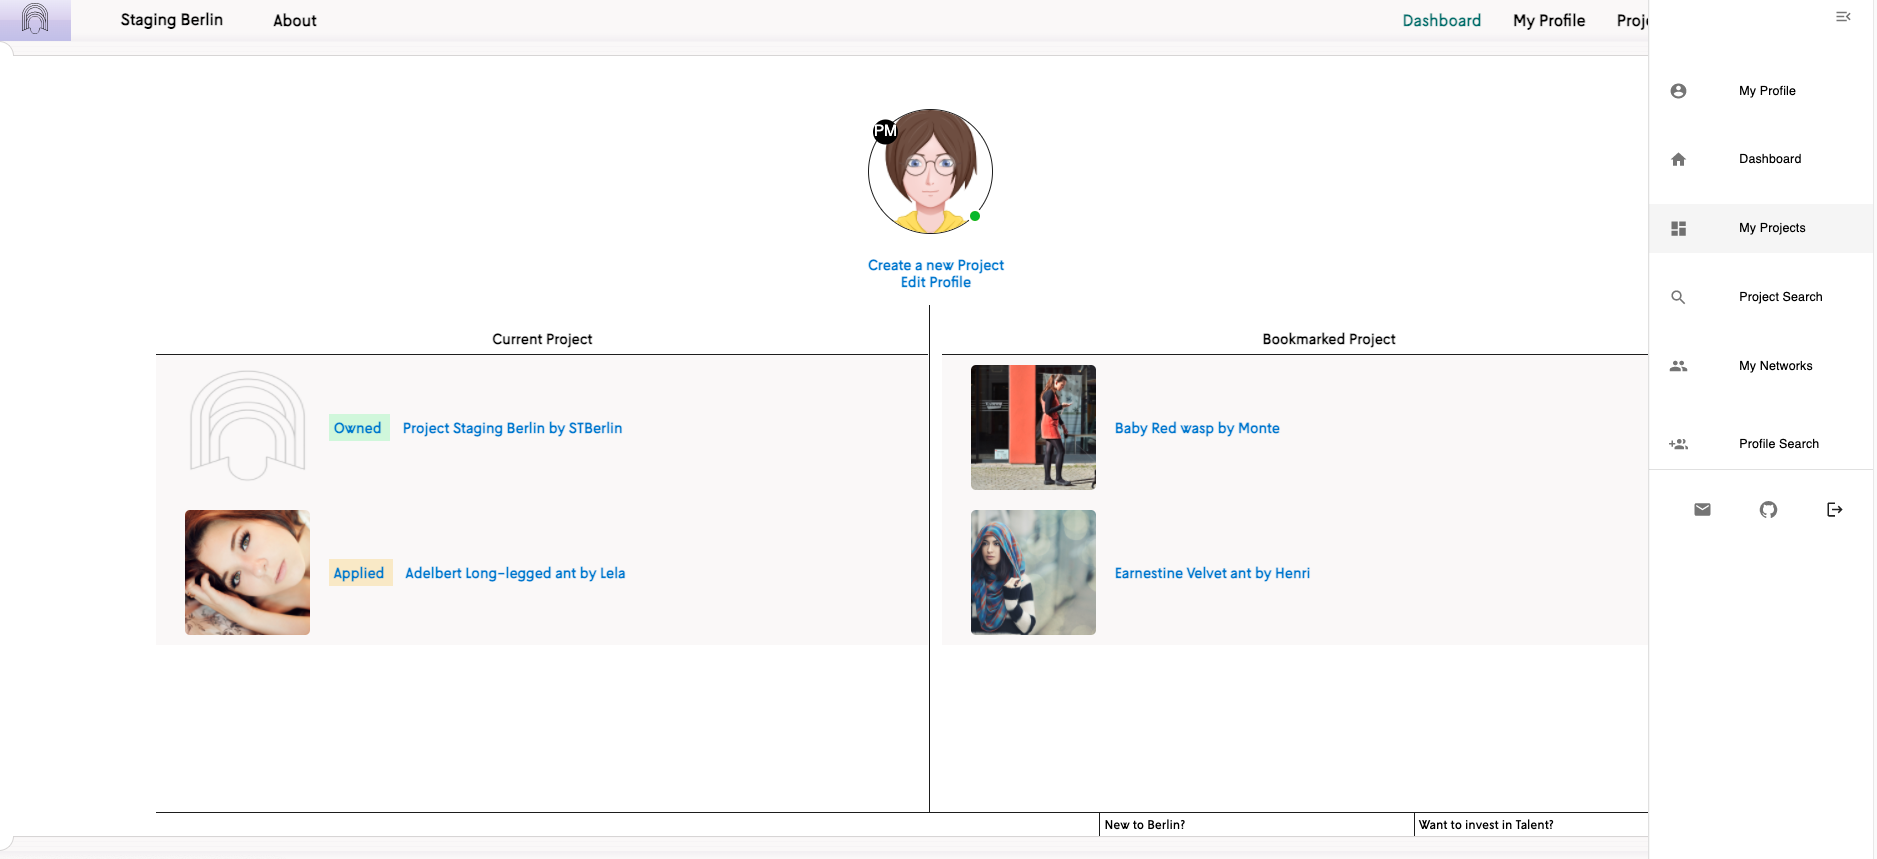 Staging Berlin
About
Dashboard
My Profile
Proj
PM
Create a new Project
Edit Profile
Current Project
Bookmarked Project
Owned
Project Staging Berlin by STBerlin
Applied
Adelbert Long-legged ant by Lela
Baby Red wasp by Monte
Earnestine Velvet ant by Henri
New to Berlin?
Want to invest in Talent?
My Profile
Dashboard
My Projects
Project Search
My Networks
Profile Search